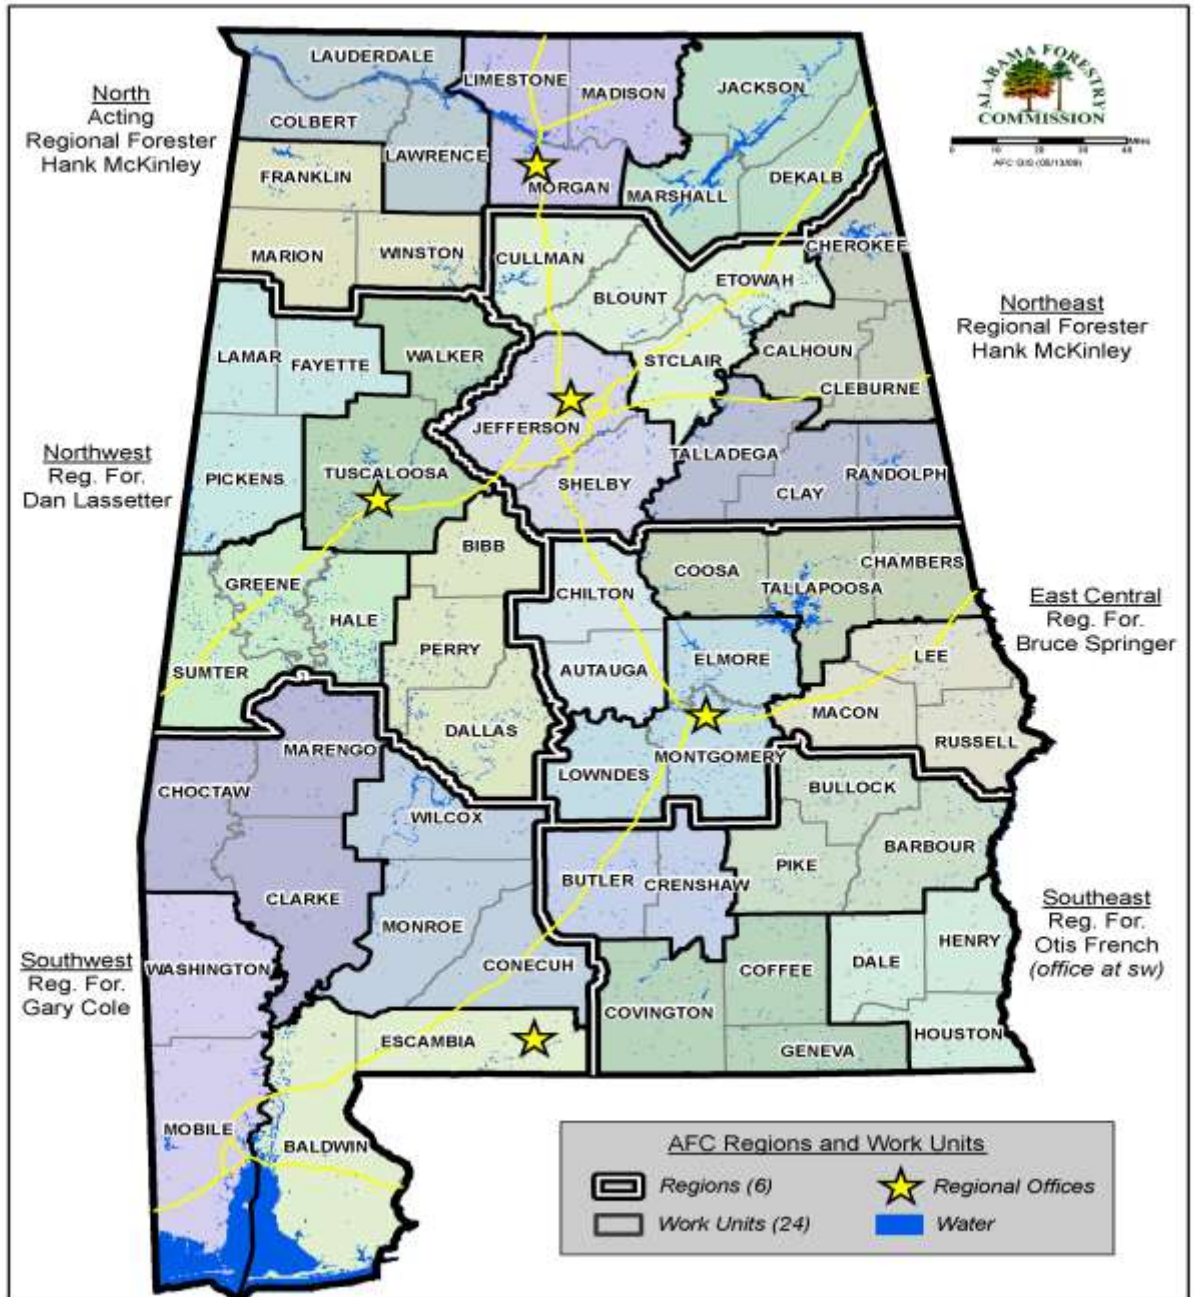 ALABAMA FORESTRY
COMMISSION
0 10 20 30 40 Miles
North
Acting
Regional Forester
Hank McKinley
Northeast
Regional Forester
Hank McKinley
Northwest
Reg. For.
Dan Lassetter
East Central
Reg. For.
Bruce Springer
Southwest
Reg. For.
Gary Cole
Southeast
Reg. For.
Otis French
(office at sw)
LAUDERDALE
LIMESTONE
MADISON
JACKSON
COLBERT
LAWRENCE
FRANKLIN
MORGAN
MARSHALL
DEKALB
MARION
WINSTON
CULLMAN
CHEROKEE
ETOWAH
BLOUNT
LAMAR
FAYETTE
WALKER
STCLAIR
CALHOUN
CLEBURNE
JEFFERSON
TALLADEGA
PICKENS
TUSCALOOSA
SHELBY
CLAY
RANDOLPH
BIBB
GREENE
HALE
CHILTON
COOSA
TALLAPOOSA
CHAMBERS
SUMTER
PERRY
AUTAUGA
ELMORE
LEE
MACON
DALLAS
MARENGO
MONTGOMERY
RUSSELL
CHOCTAW
LOWNDES
BULLOCK
WILCOX
BARBOUR
PIKE
CLARKE
BUTLER
CRENSHAW
MONROE
WASHINGTON
CONECUH
COFFEE
DALE
HENRY
COVINGTON
HOUSTON
ESCAMBIA
GENEVA
MOBILE
BALDWIN
AFC Regions and Work Units
Regions (6)
Regional Offices
Work Units (24)
Water